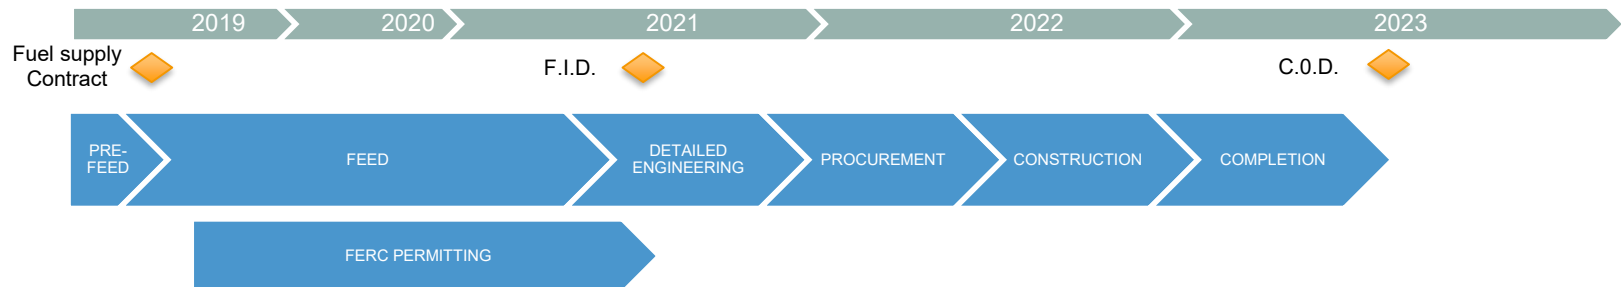 2019
2020
2021
2022
2023
Fuel supply
Contract
F.I.D.
C.0.D.
PRE-
FEED
FEED
DETAILED
ENGINEERING
PROCUREMENT
CONSTRUCTION
COMPLETION
FERC PERMITTING